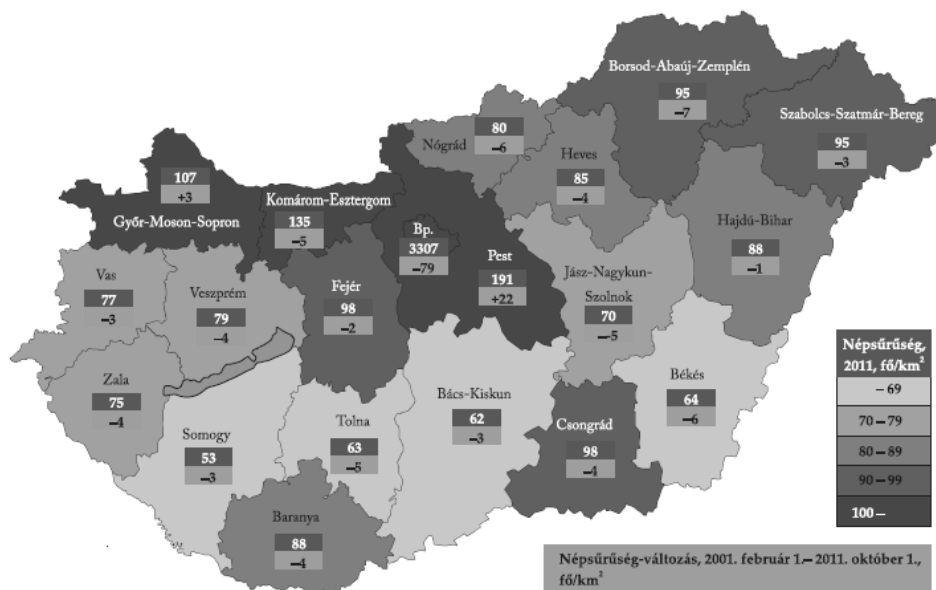 Borsod-Abaúj-Zemplén
95
–7
Szabolcs-Szatmár-Bereg
95
–3
Nógrád
80
–6
Heves
85
–4
107
+3
Győr-Moson-Sopron
Komárom-Esztergom
135
–5
Bp.
3307
–79
Pest
191
+22
Hajdú-Bihar
88
–1
Jász-Nagykun-
Szolnok
70
–5
Vas
77
–3
Veszprém
79
–4
Fejér
98
–2
Zala
75
–4
Somogy
53
–3
Tolna
63
–5
Bács-Kiskun
62
–3
Csongrád
98
–4
Békés
64
–6
Baranya
88
–4
Népsűrűség,
2011, fő/km²
– 69
70 – 79
80 – 89
90 – 99
100 –
Népsűrűség-változás, 2001. február 1.– 2011. október 1.,
fő/km²